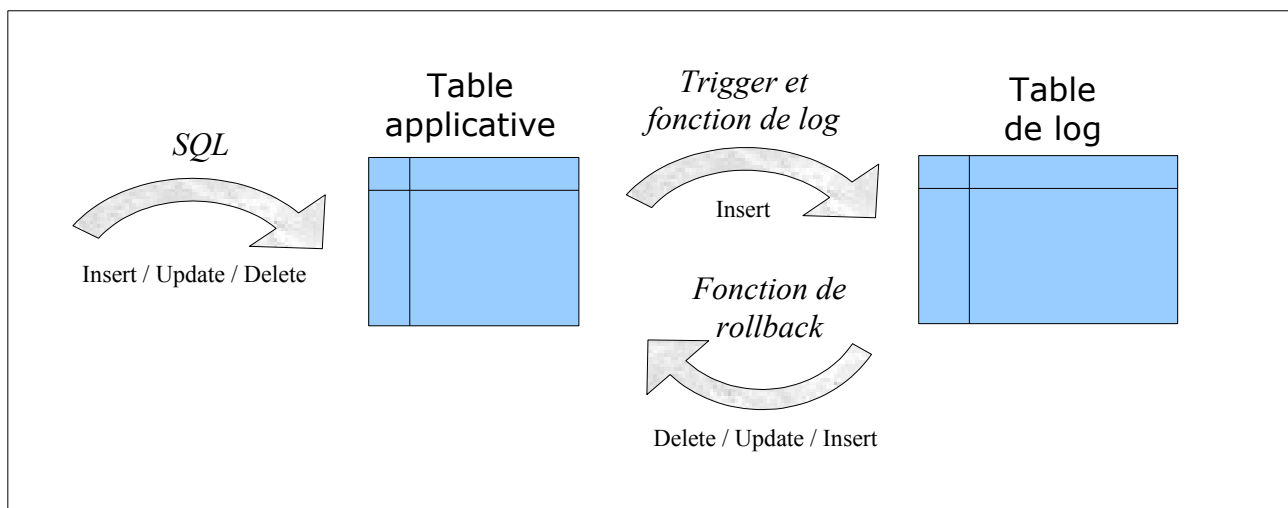 SQL
Insert / Update / Delete
Table
applicative
Trigger et
fonction de log
Insert
Fonction de
rollback
Delete / Update / Insert
Table
de log